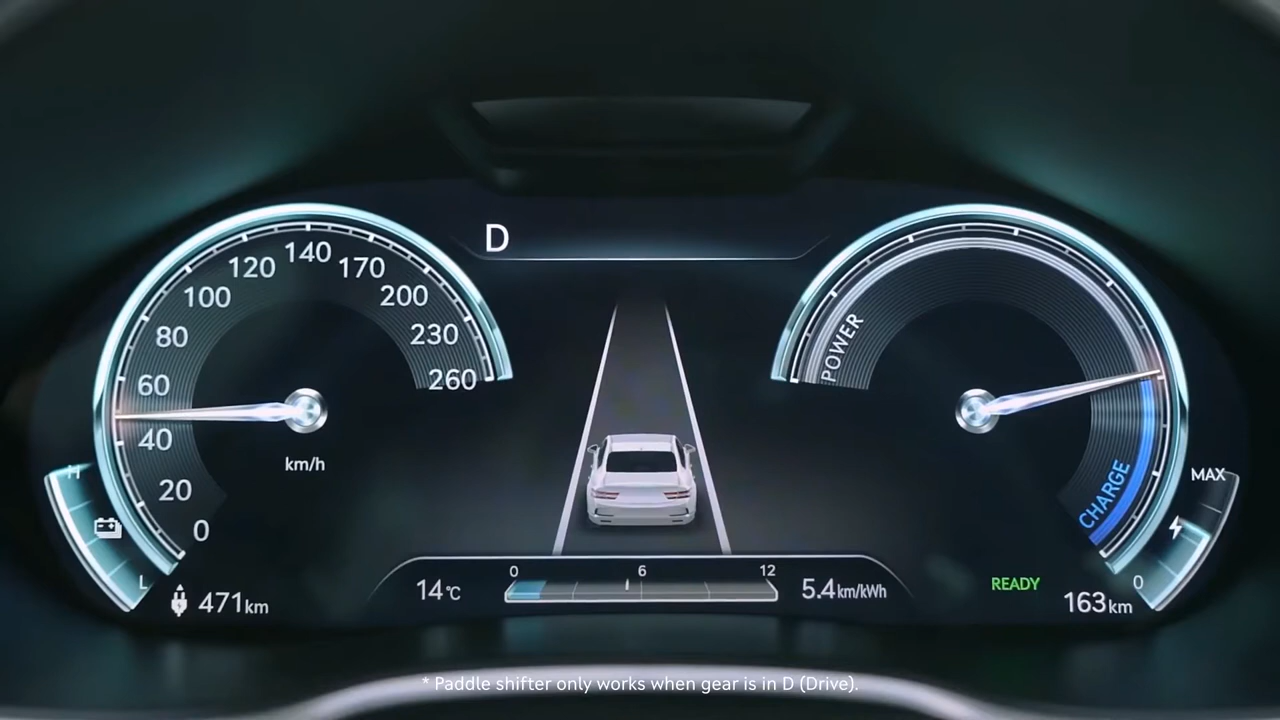 D
140
120
170
100
200
80
230
60
260
40
km/h
20
0
H
L
471km
POWER
CHARGE
MAX
0
READY
163km
0 6 12
14°C
5.4km/kWh
* Paddle shifter only works when gear is in D (Drive).